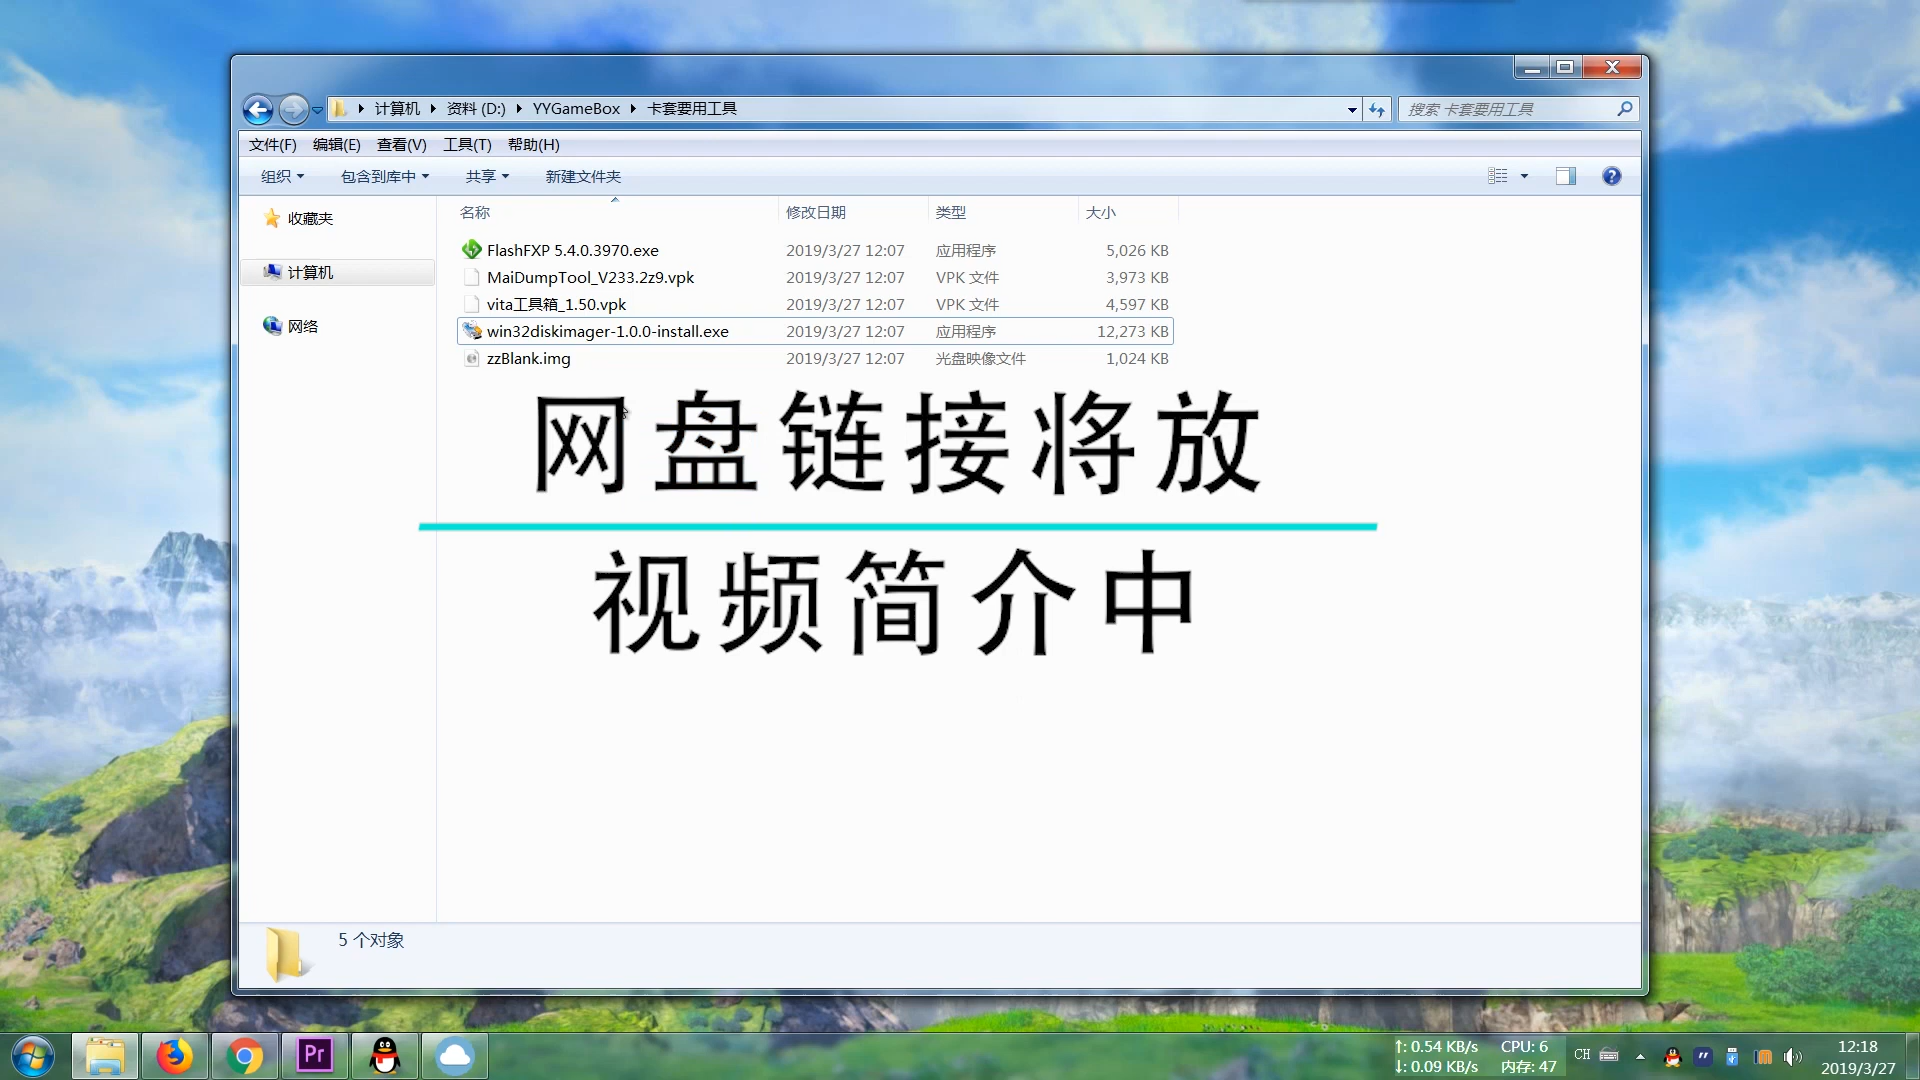 计算机 资料 (D:) YYGameBox 卡套要用工具
搜索 卡套要用工具
文件(F) 编辑(E) 查看(V) 工具(T) 帮助(H)
组织 包含到库中 共享 新建文件夹
收藏夹
计算机
网络
名称 修改日期 类型 大小
FlashFXP 5.4.0.3970.exe 2019/3/27 12:07 应用程序 5,026 KB
MaiDumpTool_V233.2z9.vpk 2019/3/27 12:07 VPK 文件 3,973 KB
vita工具箱_1.50.vpk 2019/3/27 12:07 VPK 文件 4,597 KB
win32diskimager-1.0.0-install.exe 2019/3/27 12:07 应用程序 12,273 KB
zzBlank.img 2019/3/27 12:07 光盘映像文件 1,024 KB
网盘链接将放
视频简介中
5 个对象
Pr
↑: 0.54 KB/s CPU: 6
↓: 0.09 KB/s 内存: 47
CH
12:18
2019/3/27